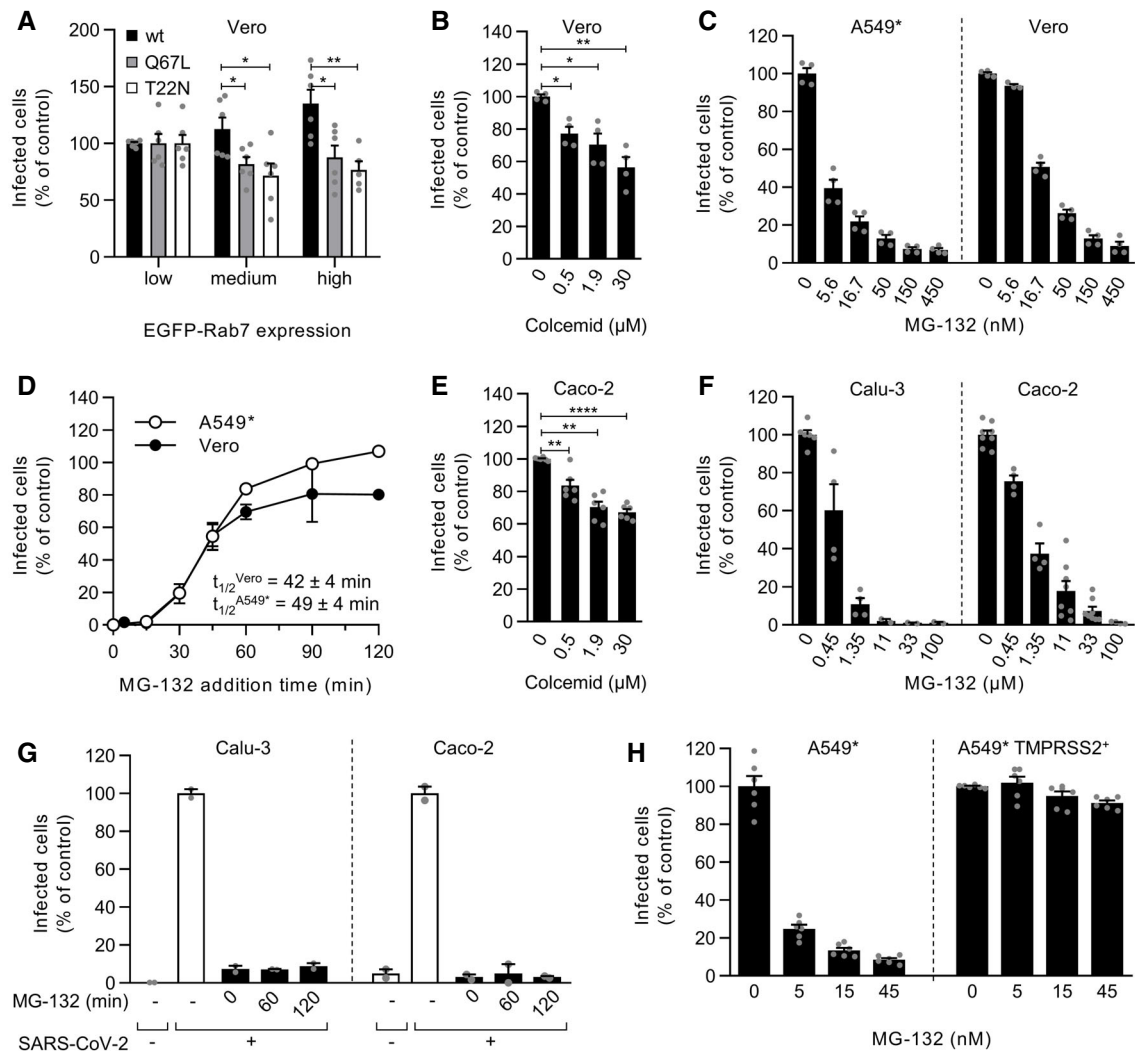 A
Vero
wt
Q67L
T22N
* * ** *
200
150
100
50
0
Infected cells
(% of control)
low medium high
EGFP-Rab7 expression
B
Vero
**
*
*
140
120
100
80
60
40
20
0
Infected cells
(% of control)
0 0.5 1.9 30
Colcemid (µM)
C
A549* Vero
120
100
80
60
40
20
0
Infected cells
(% of control)
0 5.6 16.7 50 150 450 0 5.6 16.7 50 150 450
MG-132 (nM)
D
A549*
Vero
140
120
100
80
60
40
20
0
Infected cells
(% of control)
t1/2Vero = 42 ± 4 min
t1/2A549* = 49 ± 4 min
0 30 60 90 120
MG-132 addition time (min)
E
Caco-2
****
**
**
140
120
100
80
60
40
20
0
Infected cells
(% of control)
0 0.5 1.9 30
Colcemid (µM)
F
Calu-3 Caco-2
120
100
80
60
40
20
0
Infected cells
(% of control)
0 0.45 1.35 11 33 100 0 0.45 1.35 11 33 100
MG-132 (µM)
G
Calu-3 Caco-2
120
100
80
60
40
20
0
Infected cells
(% of control)
MG-132 (min) - - 0 60 120 - - 0 60 120
SARS-CoV-2 - + - +
H
A549* A549* TMPRSS2+
120
100
80
60
40
20
0
Infected cells
(% of control)
0 5 15 45 0 5 15 45
MG-132 (nM)